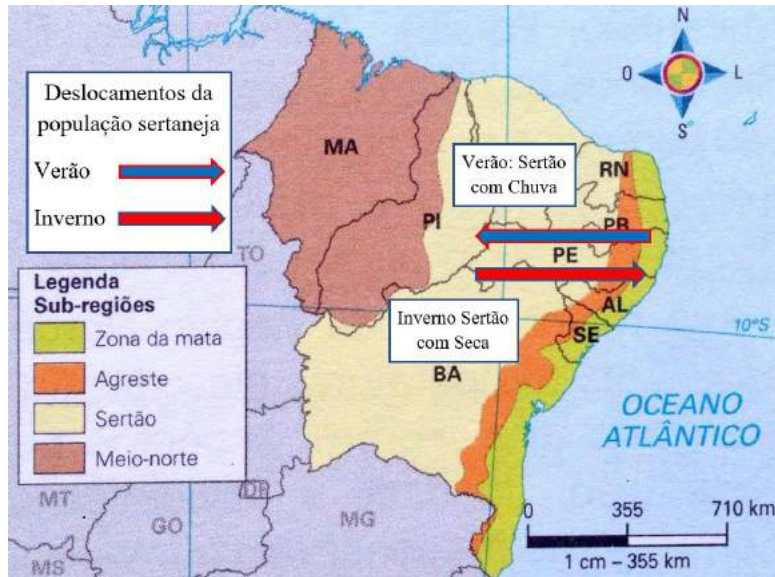 N
O
L
S
Deslocamentos da
população sertaneja
Verão
Inverno
MA
Verão: Sertão
com Chuva
RN
PI
PB
PE
TO
Legenda
Sub-regiões
Zona da mata
Agreste
Sertão
Meio-norte
Inverno Sertão
com Seca
AL
SE
10°S
BA
OCEANO
ATLÂNTICO
MT
DF
GO
MG
MS
0 355 710 km
1 cm – 355 km